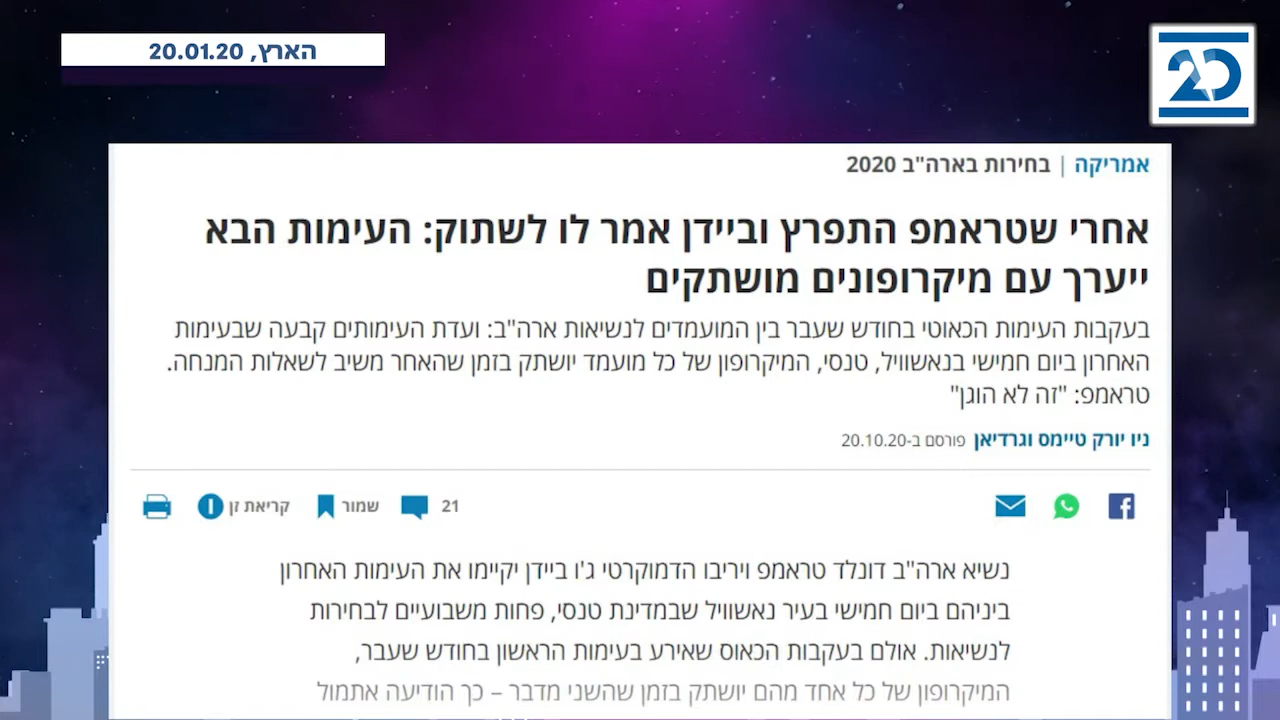 הארץ, 20.01.20
20
אמריקה | בחירות בארה"ב 2020
אחרי שטראמפ התפרץ וביידן אמר לו לשתוק: העימות הבא
ייערך עם מיקרופונים מושתקים
בעקבות העימות הכאוטי בחודש שעבר בין המועמדים לנשיאות ארה"ב: ועדת העימותים קבעה שבעימות
האחרון ביום חמישי בנאשוויל, טנסי, המיקרופון של כל מועמד יושתק בזמן שהאחר משיב לשאלות המנחה.
טראמפ: "זה לא הוגן"
ניו יורק טיימס וגרדיאן פורסם ב-20.10.20
21 שמור קריאת זן
נשיא ארה"ב דונלד טראמפ ויריבו הדמוקרטי ג'ו ביידן יקיימו את העימות האחרון
ביניהם ביום חמישי בעיר נאשוויל שבמדינת טנסי, פחות משבועיים לבחירות
לנשיאות. אולם בעקבות הכאוס שאירע בעימות הראשון בחודש שעבר,
המיקרופון של כל אחד מהם יושתק בזמן שהשני מדבר – כך הודיעה אתמול